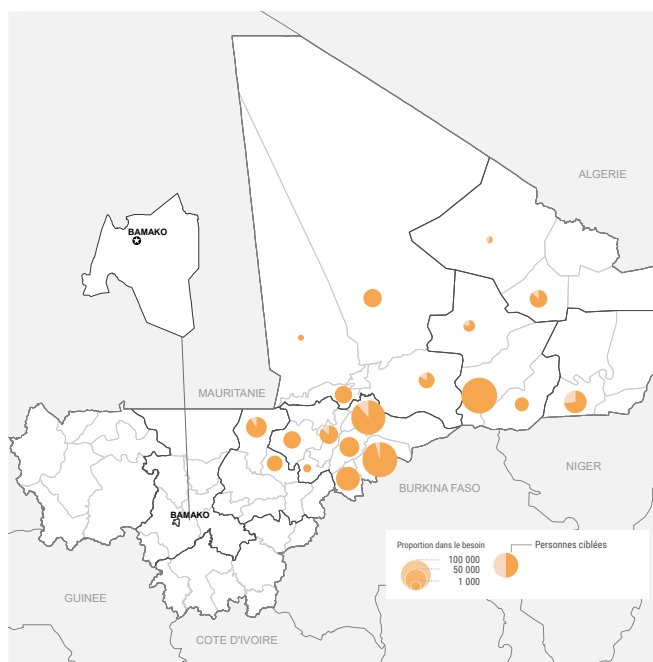 ALGERIE
BAMAKO
MAURITANIE
NIGER
BURKINA FASO
BAMAKO
Proportion dans le besoin
100 000
50 000
1 000
Personnes ciblées
GUINEE
COTE D'IVOIRE